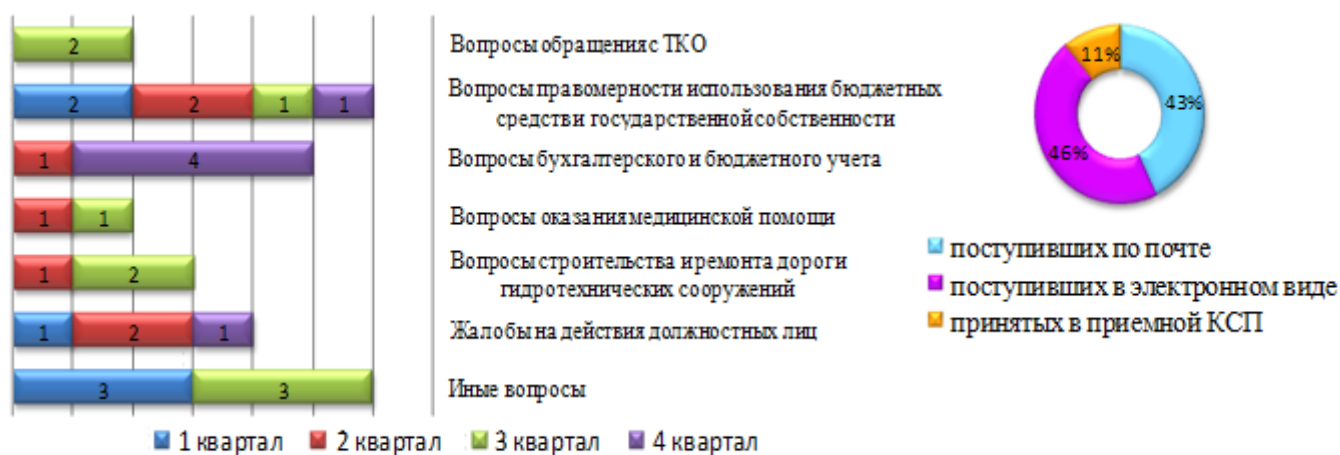 2
Вопросы обращения с ТКО
2 2 1 1
Вопросы правомерности использования бюджетных
средств и государственной собственности
1 4
Вопросы бухгалтерского и бюджетного учета
1 1
Вопросы оказания медицинской помощи
1 2
Вопросы строительства и ремонта дорог и
гидротехнических сооружений
1 2 1
Жалобы на действия должностных лиц
3 3
Иные вопросы
1 квартал 2 квартал 3 квартал 4 квартал
11%
43%
46%
поступивших по почте
поступивших в электронном виде
принятых в приемной КСП